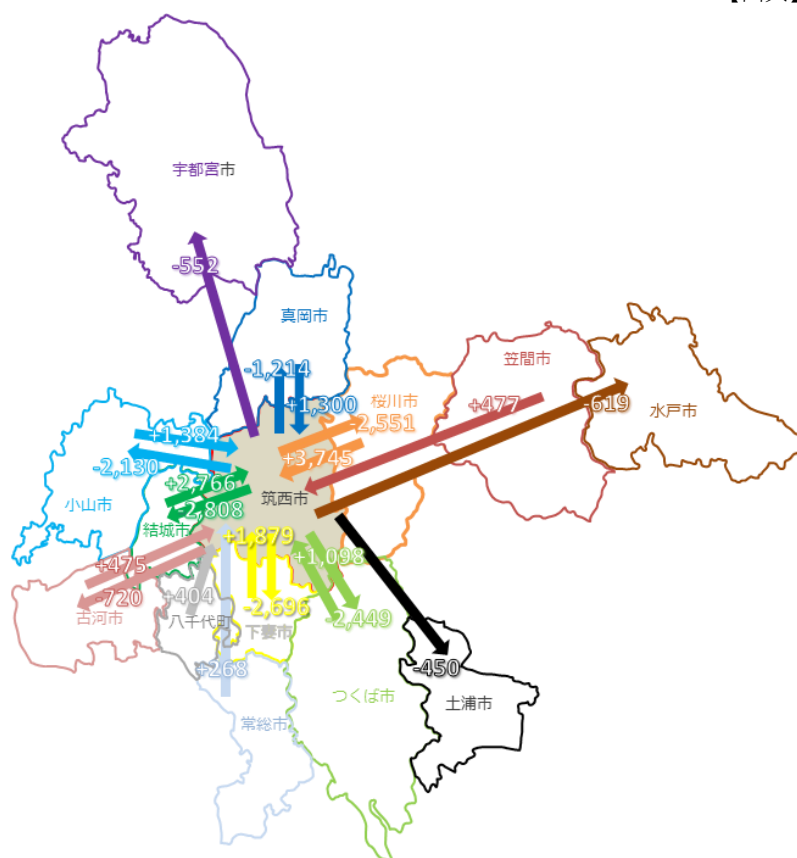 宇都宮市
-552
真岡市
-1,214
+1,300
桜川市
-2,551
+3,745
笠間市
+477
-619
水戸市
+1,384
-2,130
小山市
+2,766
-2,808
結城市
筑西市
+475
-720
古河市
+404
八千代町
+1,879
-2,696
下妻市
+1,098
-2,449
+268
常総市
つくば市
-450
土浦市